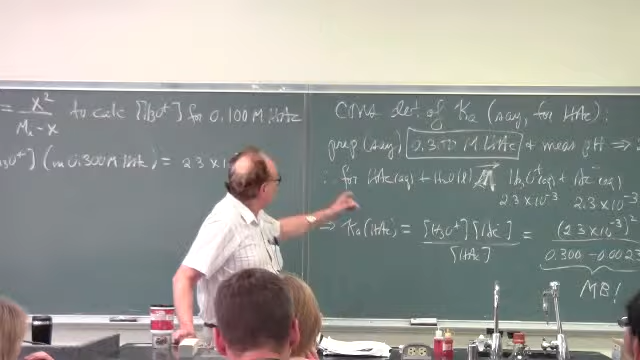 = x² / M_i - x to calc [H₃O⁺] for 0.100 M HAc
H₃O⁺] (in 0.300 M HAc) = 2.3 x 1
CONS det. of Ka (say, for HAc):
prep (say) 0.300 M HAc & meas pH ⇒
∴ for HAc(aq) + H₂O(l) ⇌ H₃O⁺(aq) + Ac⁻(aq)
2.3 x 10⁻³ 2.3 x 10⁻³
⇒ Ka (HAc) = [H₃O⁺][Ac⁻] / [HAc] = (2.3 x 10⁻³)² / 0.300 - 0.0023
MB!